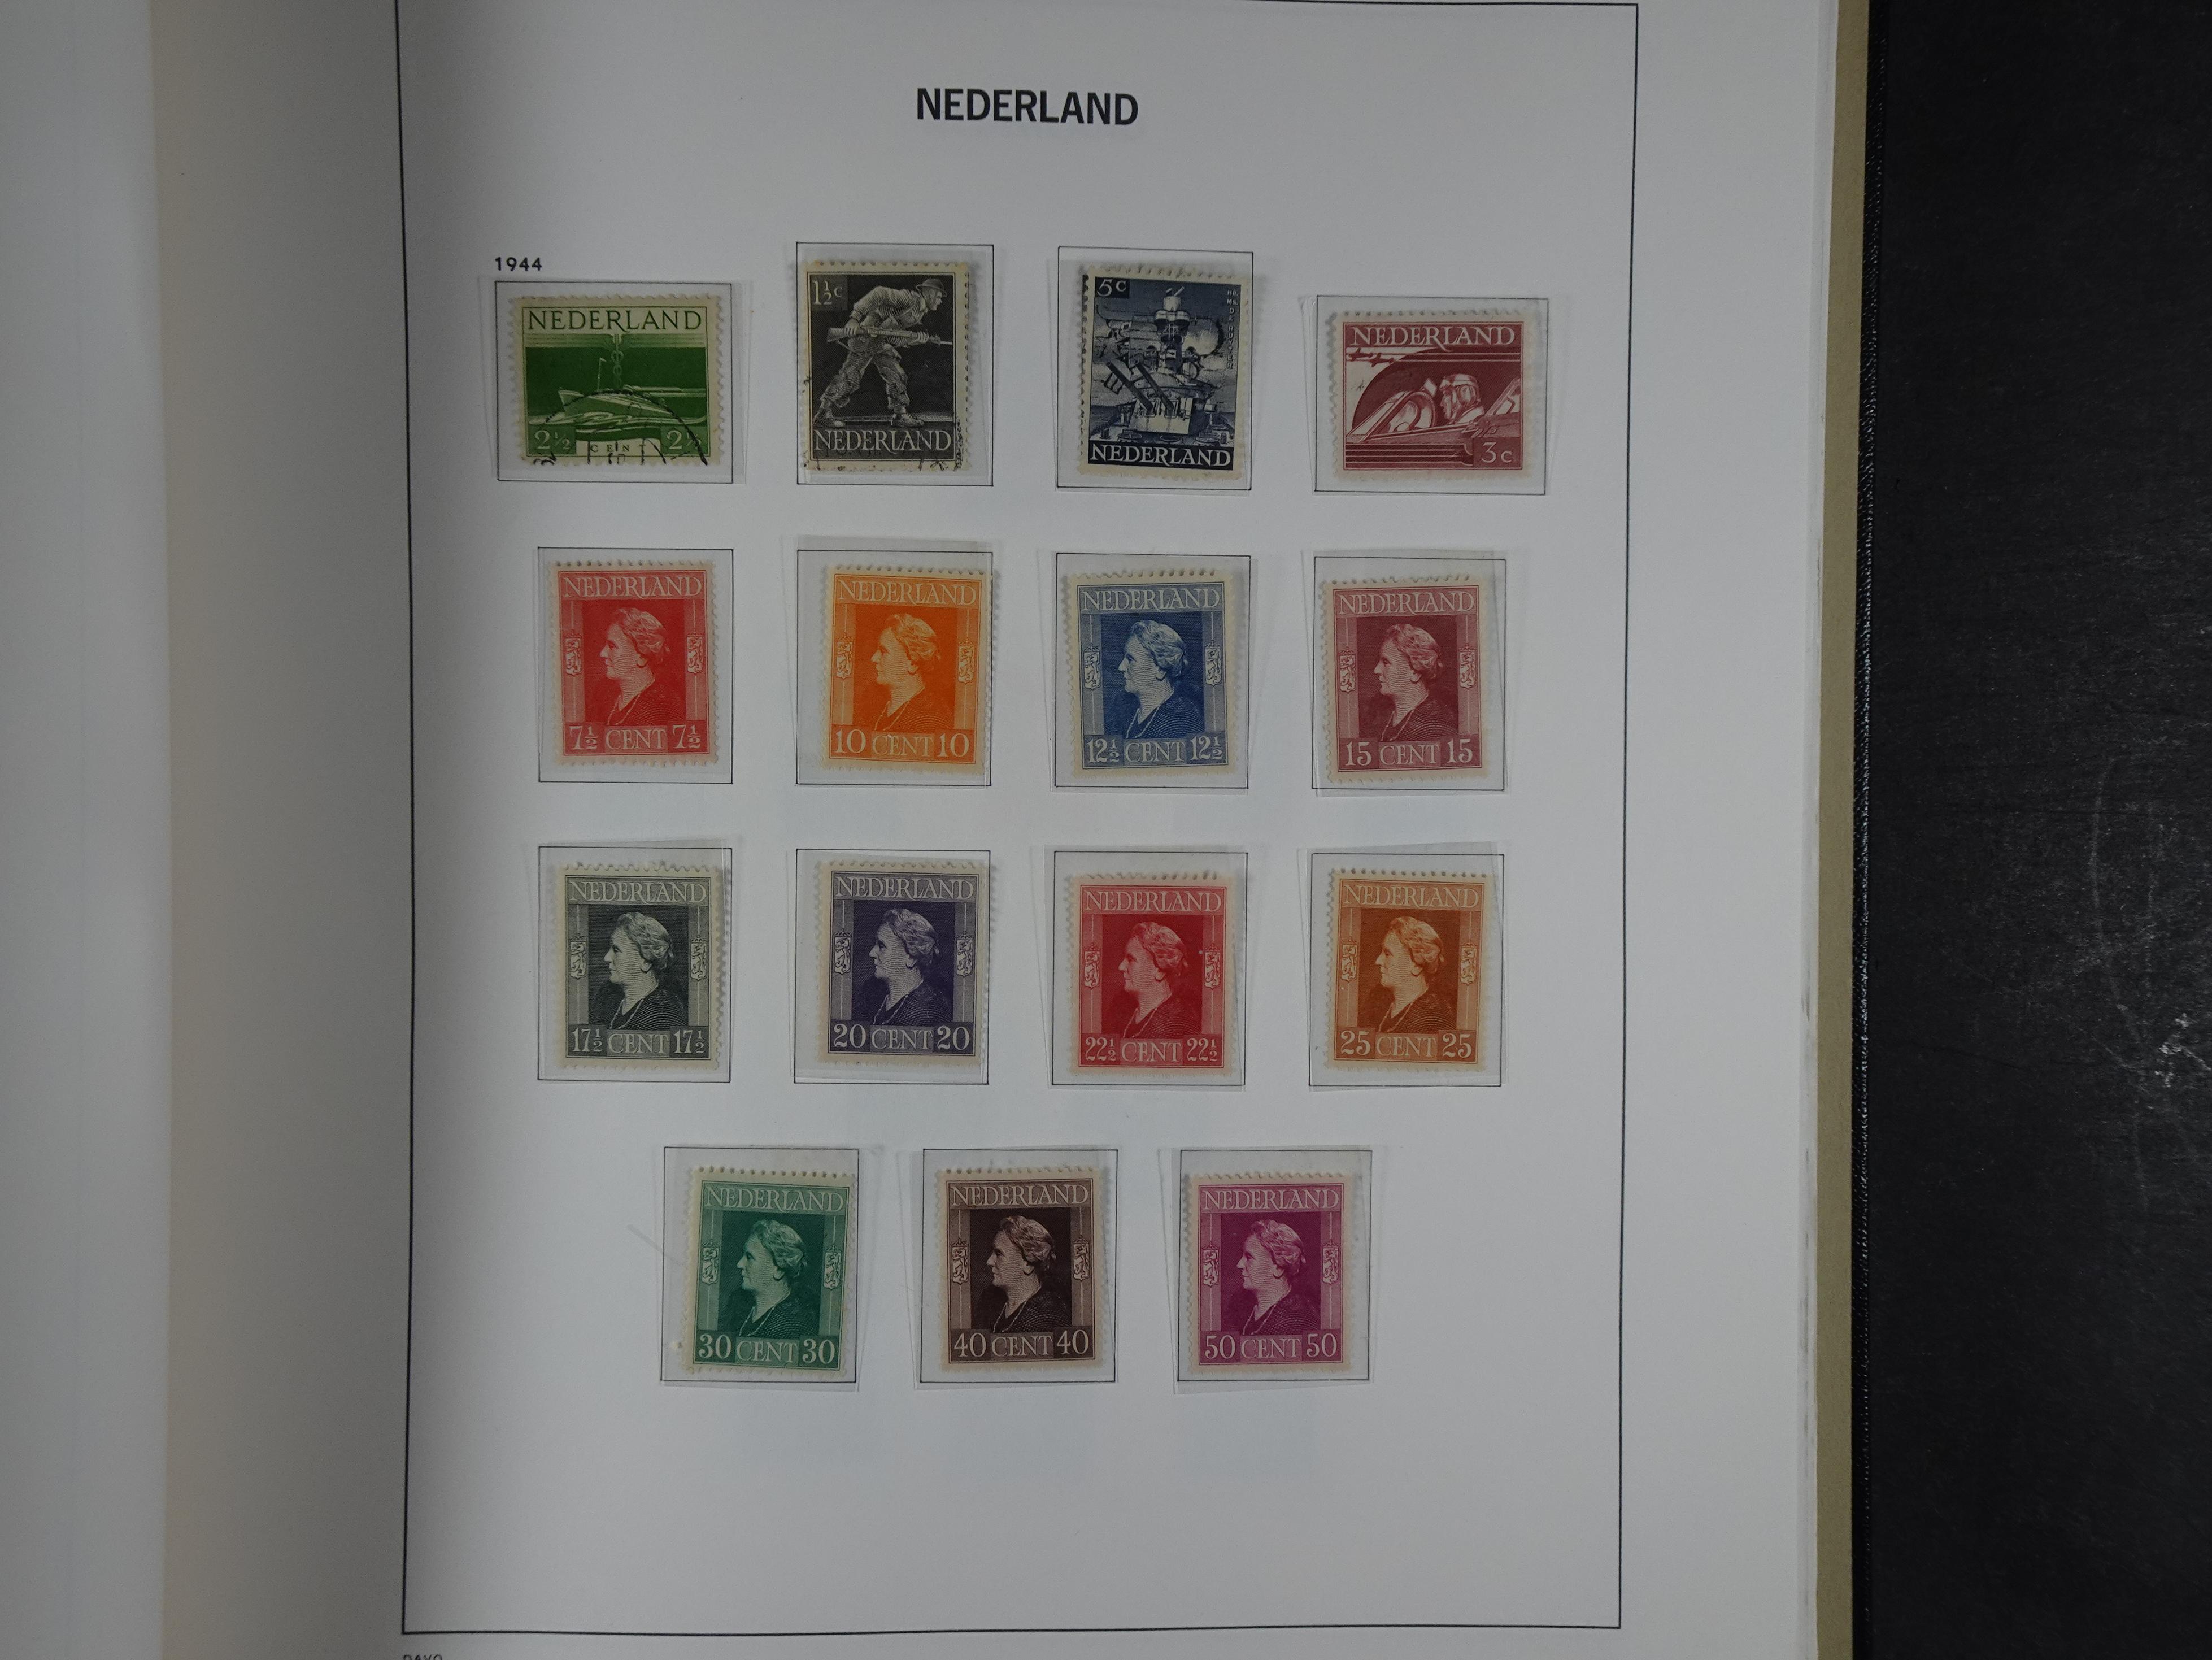 NEDERLAND
1944
NEDERLAND
2½ CENT 2½
1½c
NEDERLAND
5c
NEDERLAND
NEDERLAND
3c
NEDERLAND
7½ CENT 7½
NEDERLAND
10 CENT 10
NEDERLAND
12½ CENT 12½
NEDERLAND
15 CENT 15
NEDERLAND
17½ CENT 17½
NEDERLAND
20 CENT 20
NEDERLAND
22½ CENT 22½
NEDERLAND
25 CENT 25
NEDERLAND
30 CENT 30
NEDERLAND
40 CENT 40
NEDERLAND
50 CENT 50
DAVO